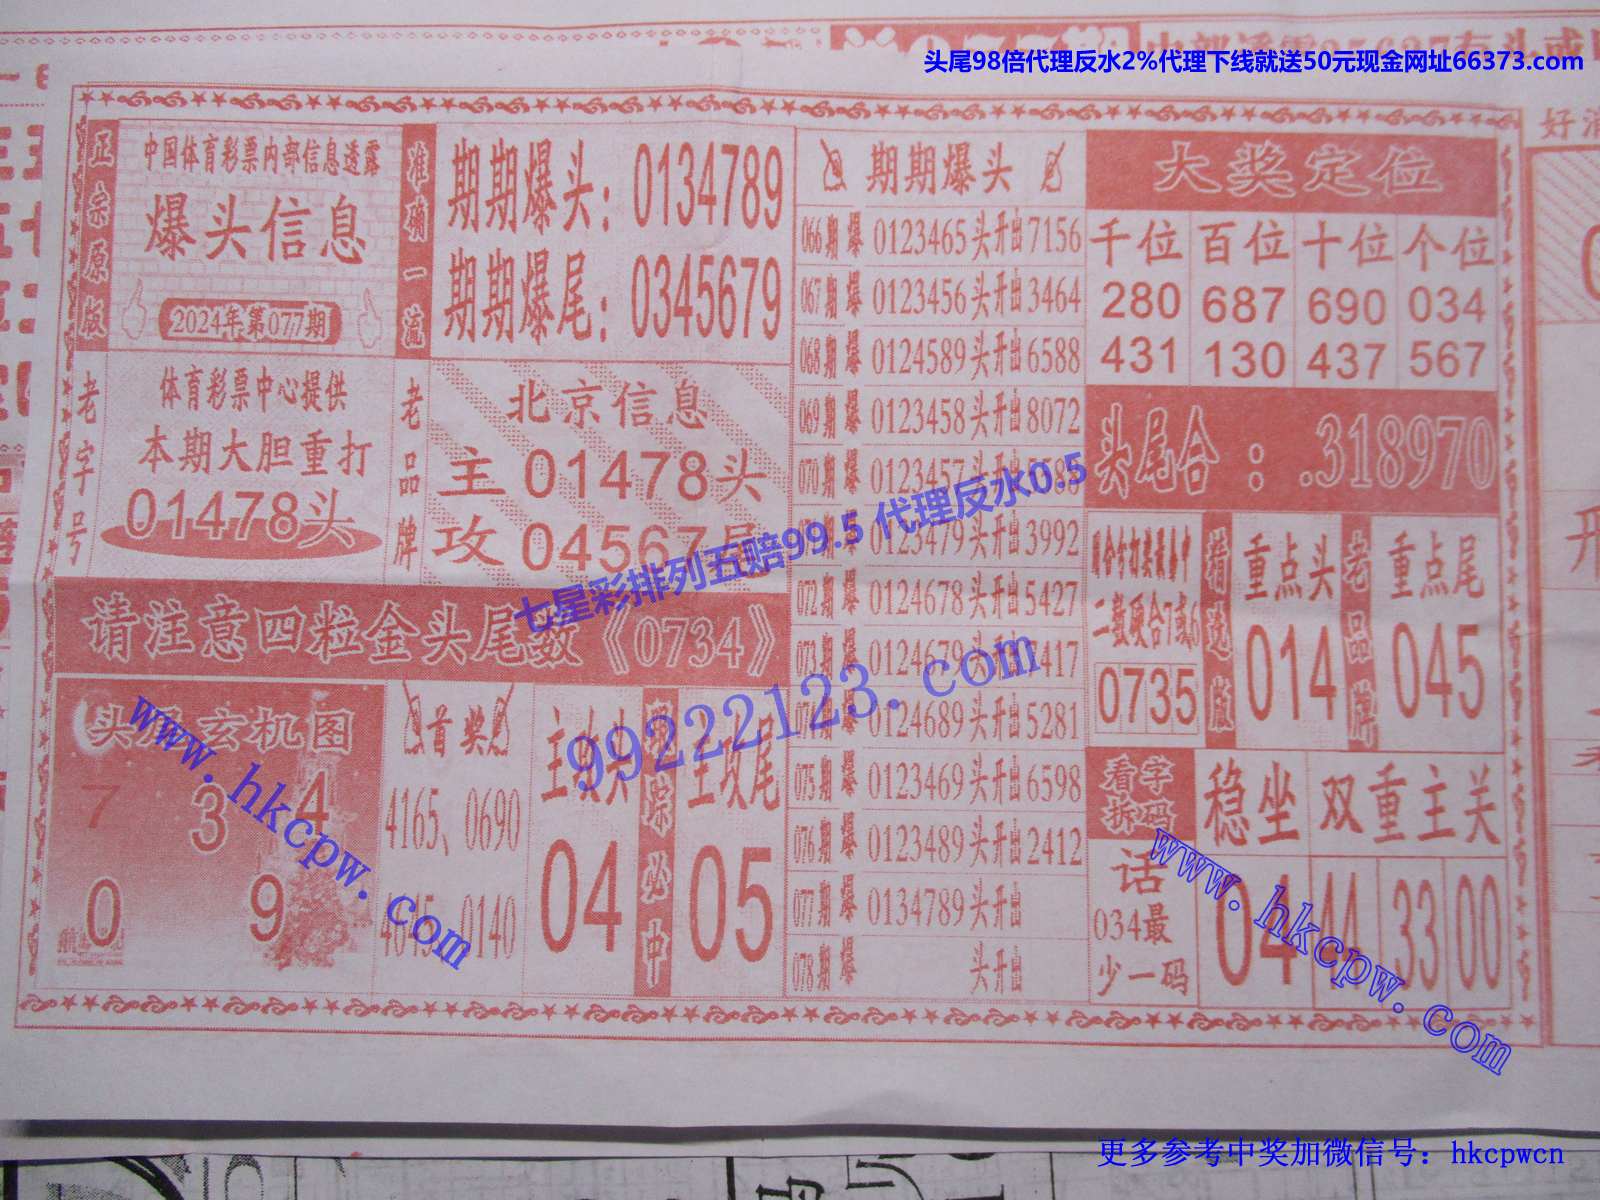 头尾98倍代理反水2%代理下线就送50元现金网址66373.com
正宗原版
中国体育彩票内部信息透露
爆头信息
2024年第077期
准确一流
期期爆头：0134789
期期爆尾：0345679
老字号
体育彩票中心提供
本期大胆重打
01478头
老品牌
北京信息
主 01478头
攻 04567尾
请注意四粒金头尾数《0734》
头尾玄机图
7 3 4
0 9
首奖
4165、0690
4645、0140
主攻头
04
必中
主攻尾
05
期期爆头
066期爆 0123465头开出7156
067期爆 0123456头开出3464
068期爆 0124589头开出6588
069期爆 0123458头开出8072
070期爆 0123457头开出5588
0123479头开出3992
072期爆 0124678头开出5427
073期爆 0124679头开出7417
0124689头开出5281
075期爆 0123469头开出6598
076期爆 0123489头开出2412
077期爆 0134789头开出
078期爆 头开出
大奖定位
千位 百位 十位 个位
280 687 690 034
431 130 437 567
头尾合：.318970
二数硬合7或6
0735
精选版
重点头
014
老品牌
重点尾
045
看字拆码
话
034最
少一码
稳坐
04
双重主关
44 33 00
七星彩排列五赔99.5 代理反水0.5
99222123.com
www.hkcpw.com
www.hkcpw.com
更多参考中奖加微信号：hkcpwcn